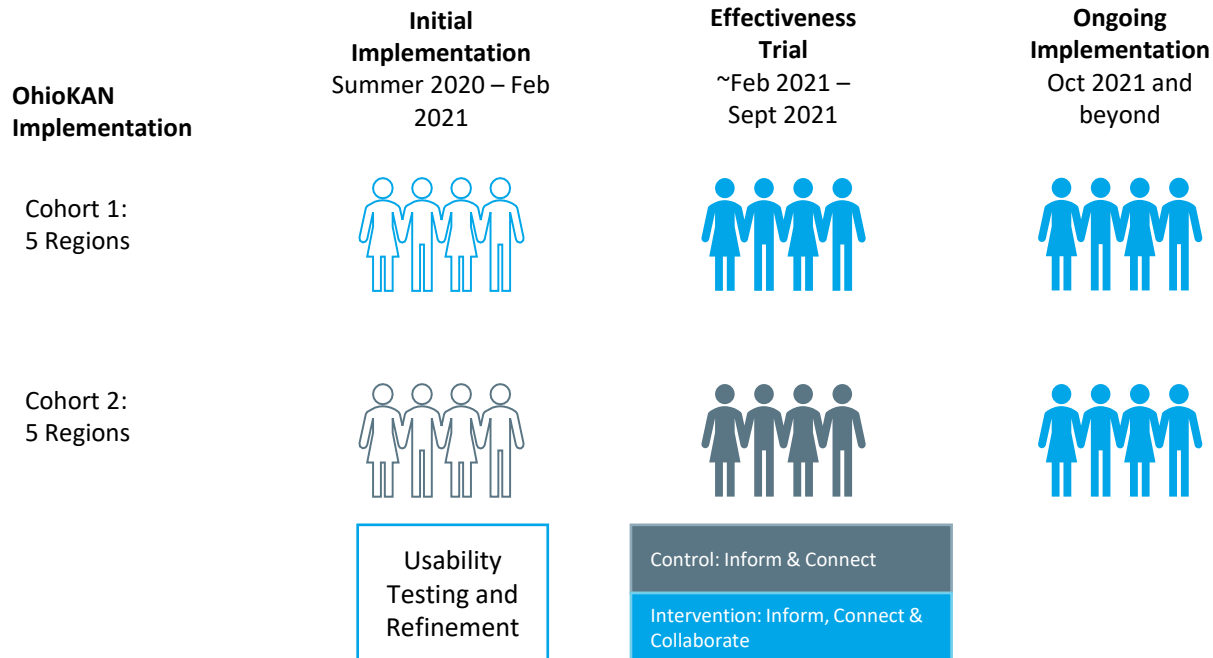 OhioKAN
Implementation
Initial
Implementation
Summer 2020 – Feb
2021
Effectiveness
Trial
~Feb 2021 –
Sept 2021
Ongoing
Implementation
Oct 2021 and
beyond
Cohort 1:
5 Regions
Cohort 2:
5 Regions
Usability
Testing and
Refinement
Control: Inform & Connect
Intervention: Inform, Connect &
Collaborate